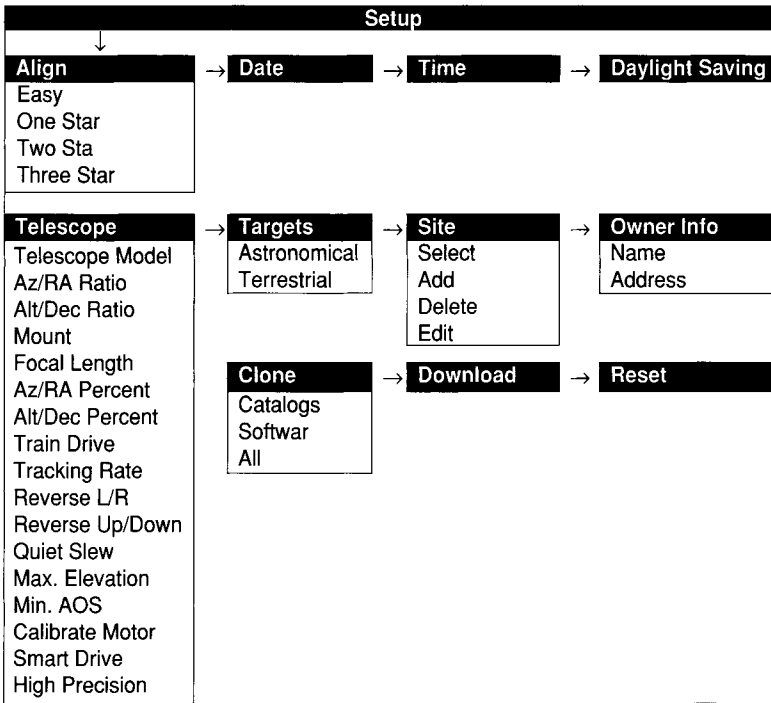 Setup
↓
Align → Date → Time → Daylight Saving
Easy
One Star
Two Sta
Three Star
Telescope → Targets → Site → Owner Info
Telescope Model
Az/RA Ratio
Alt/Dec Ratio
Mount
Focal Length
Az/RA Percent
Alt/Dec Percent
Train Drive
Tracking Rate
Reverse L/R
Reverse Up/Down
Quiet Slew
Max. Elevation
Min. AOS
Calibrate Motor
Smart Drive
High Precision
Astronomical
Terrestrial
Select
Add
Delete
Edit
Name
Address
Clone → Download → Reset
Catalogs
Softwar
All